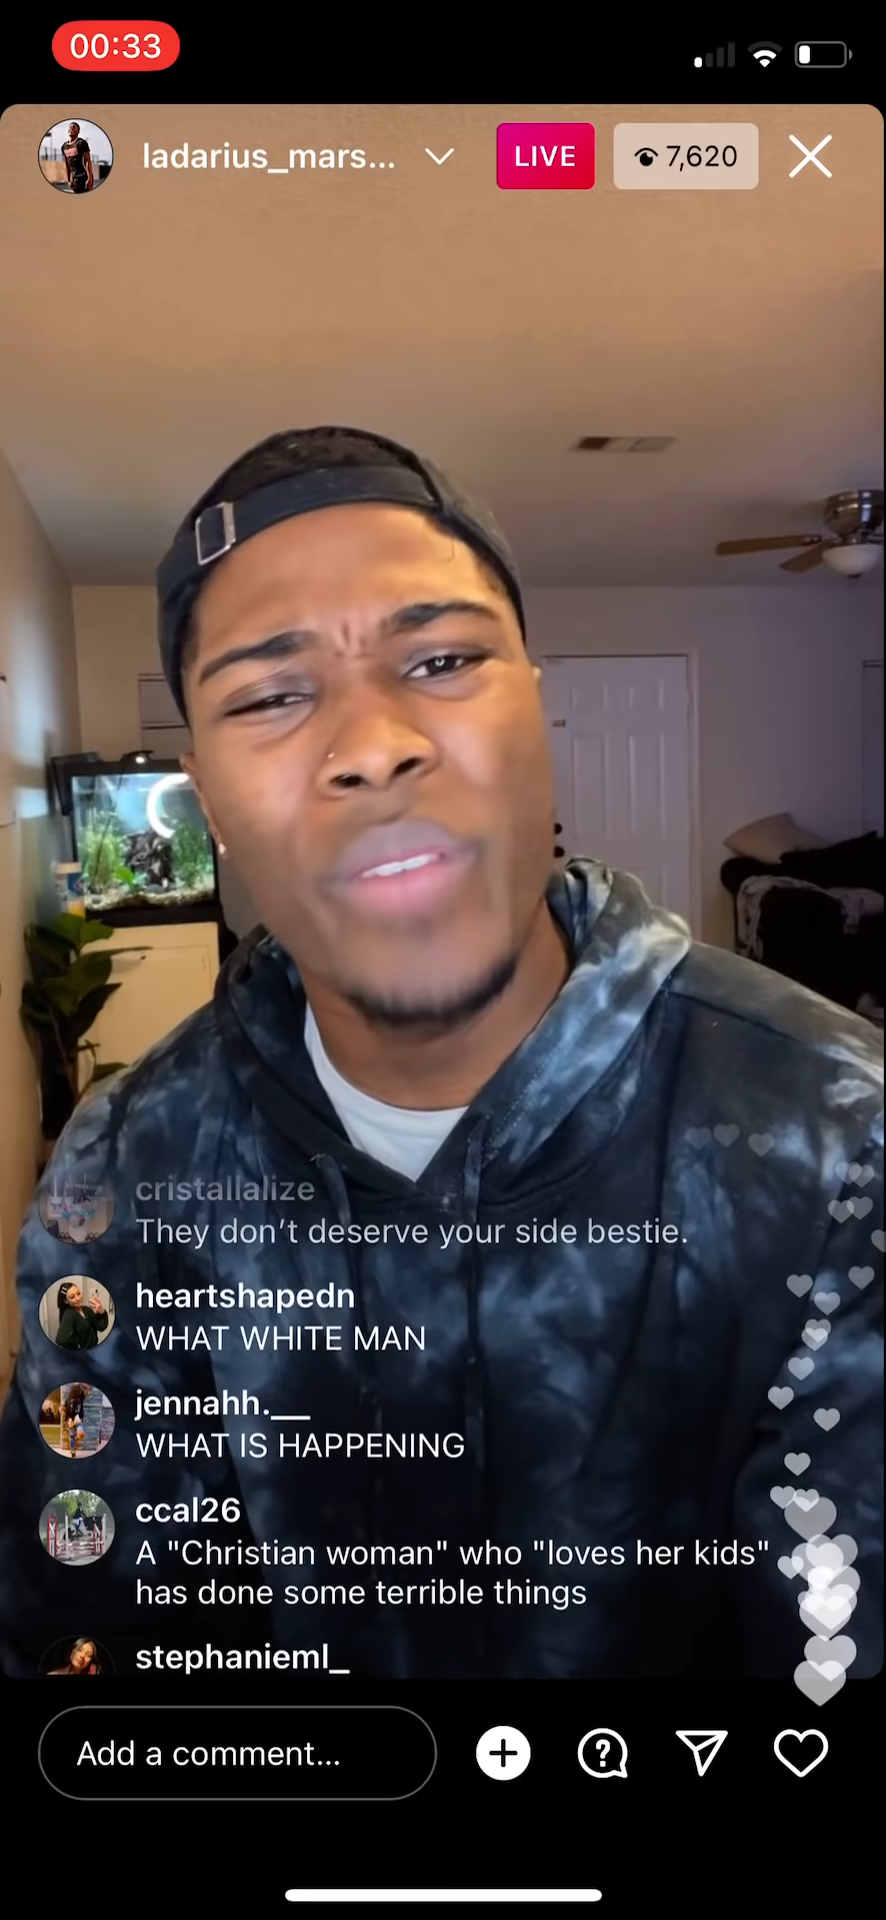 00:33
ladarius_mars...
LIVE
7,620
cristallalize
They don't deserve your side bestie.
heartshapedn
WHAT WHITE MAN
jennahh.__
WHAT IS HAPPENING
ccal26
A "Christian woman" who "loves her kids"
has done some terrible things
stephanieml_
Add a comment...